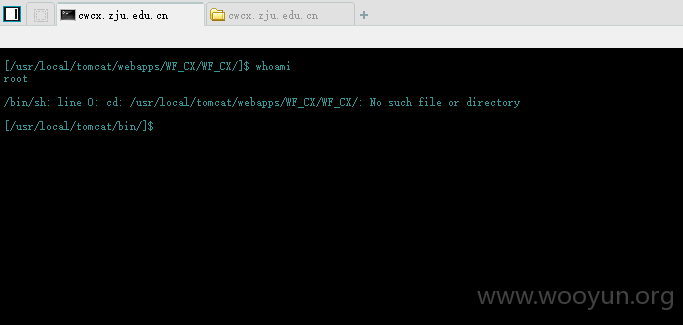 cwcx.zju.edu.cn cwcx.zju.edu.cn
[/usr/local/tomcat/webapps/WF_CX/WF_CX/]$ whoami
root
/bin/sh: line 0: cd: /usr/local/tomcat/webapps/WF_CX/WF_CX/: No such file or directory
[/usr/local/tomcat/bin/]$
www.wooyun.org